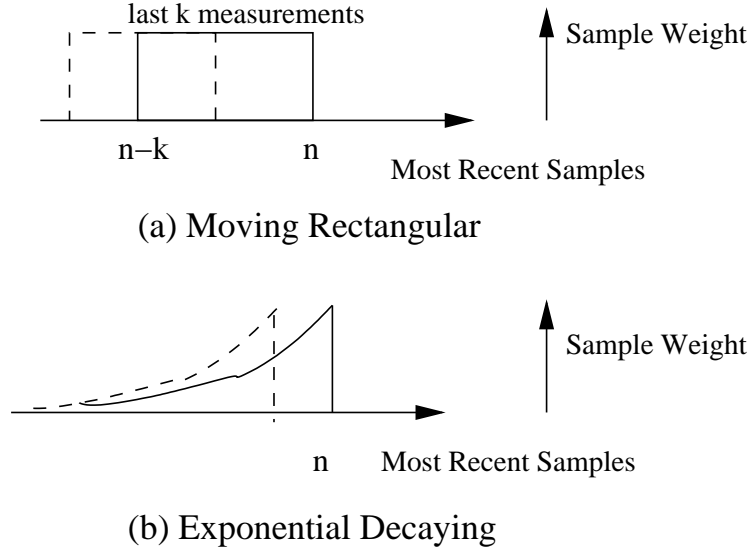 last k measurements
Sample Weight
n−k
n
Most Recent Samples
(a) Moving Rectangular
Sample Weight
n
Most Recent Samples
(b) Exponential Decaying